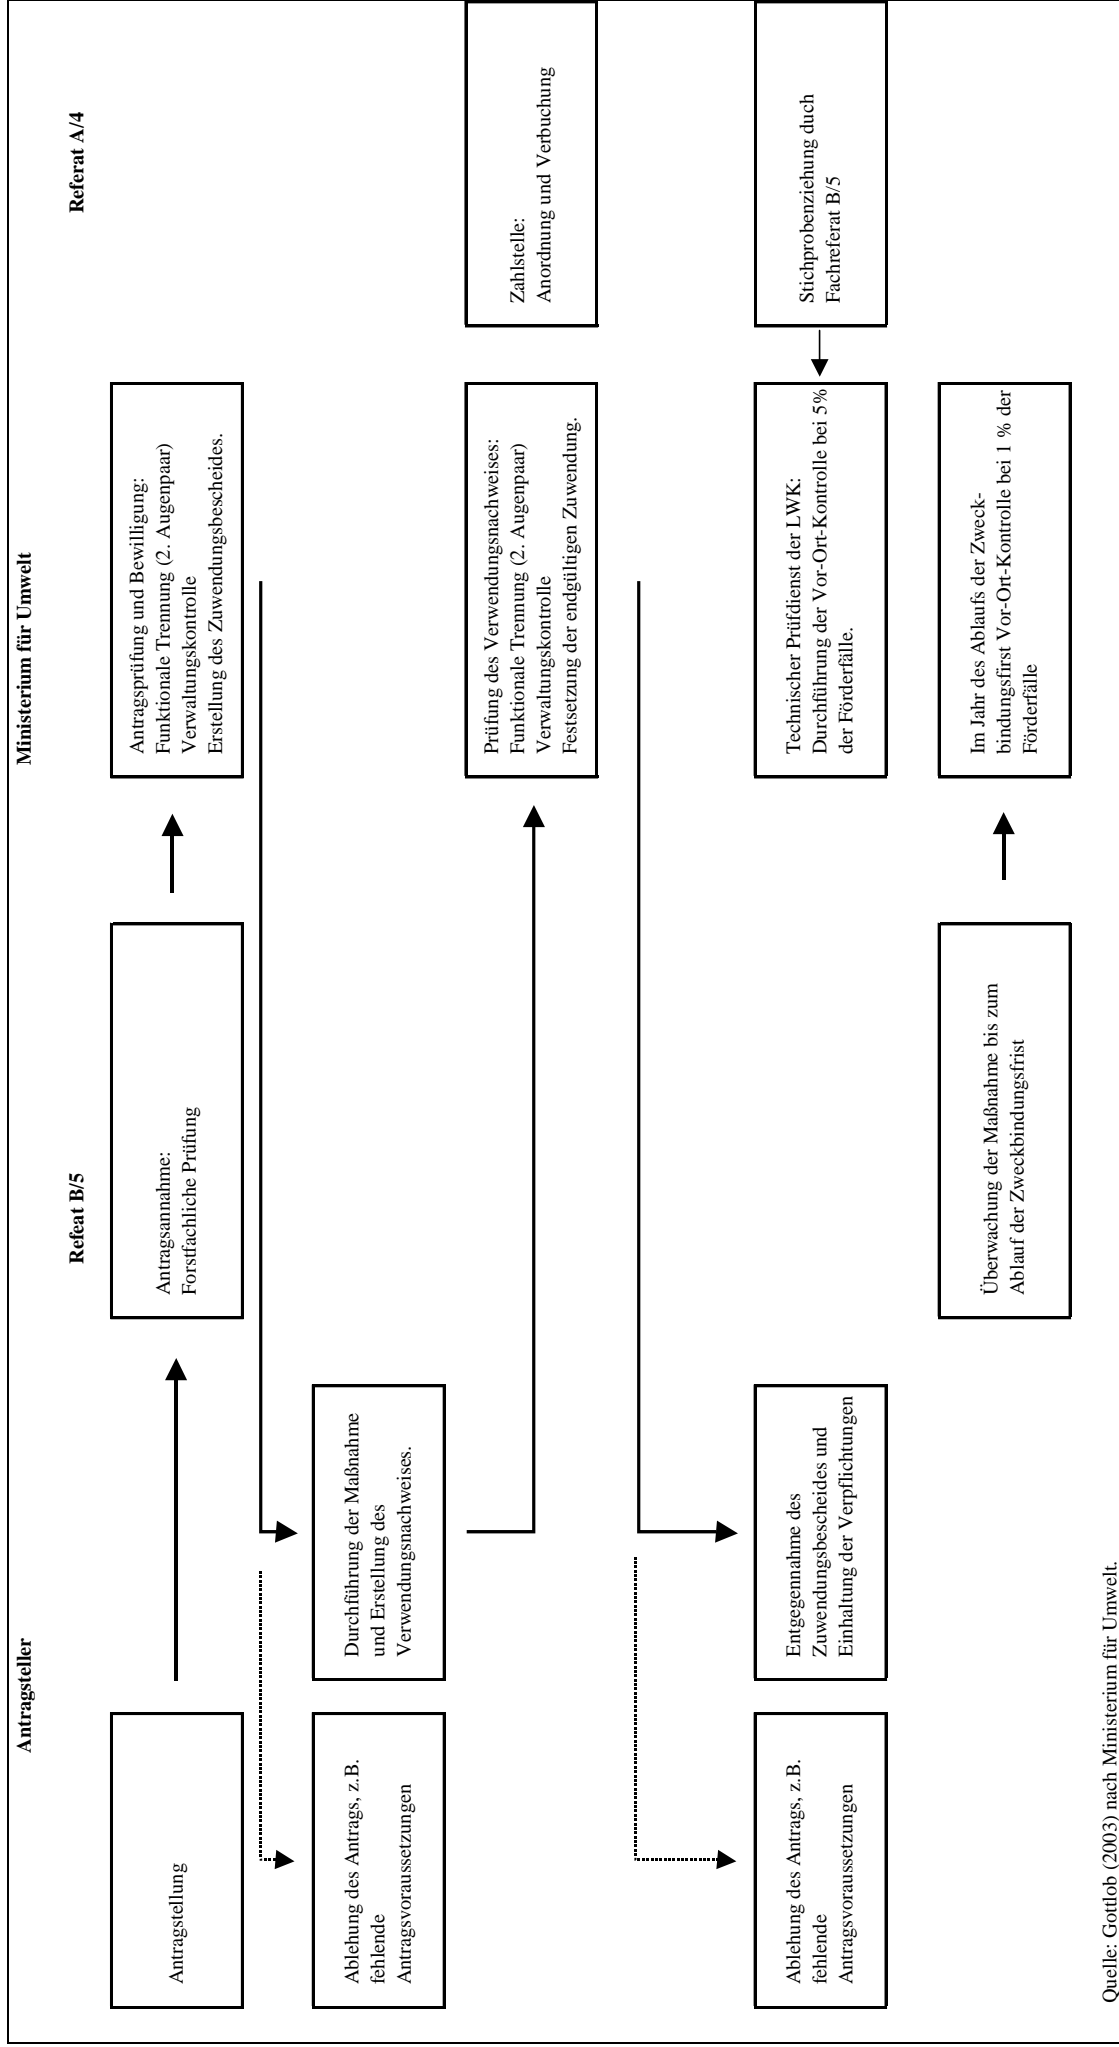 Antragsteller
Ministerium für Umwelt
Refeat B/5
Referat A/4
Antragstellung
Antragsannahme:
Forstfachliche Prüfung
Antragsprüfung und Bewilligung:
Funktionale Trennung (2. Augenpaar)
Verwaltungskontrolle
Erstellung des Zuwendungsbescheides.
Ablehung des Antrags, z.B.
fehlende
Antragsvoraussetzungen
Durchführung der Maßnahme
und Erstellung des
Verwendungsnachweises.
Prüfung des Verwendungsnachweises:
Funktionale Trennung (2. Augenpaar)
Verwaltungskontrolle
Festsetzung der endgültigen Zuwendung.
Zahlstelle:
Anordnung und Verbuchung
Ablehung des Antrags, z.B.
fehlende
Antragsvoraussetzungen
Entgegennahme des
Zuwendungsbescheides und
Einhaltung der Verpflichtungen
Technischer Prüfdienst der LWK:
Durchführung der Vor-Ort-Kontrolle bei 5%
der Förderfälle.
Stichprobenziehung duch
Fachreferat B/5
Überwachung der Maßnahme bis zum
Ablauf der Zweckbindungsfrist
Im Jahr des Ablaufs der Zweck-
bindungsfirst Vor-Ort-Kontrolle bei 1 % der
Förderfälle
Quelle: Gottlob (2003) nach Ministerium für Umwelt.